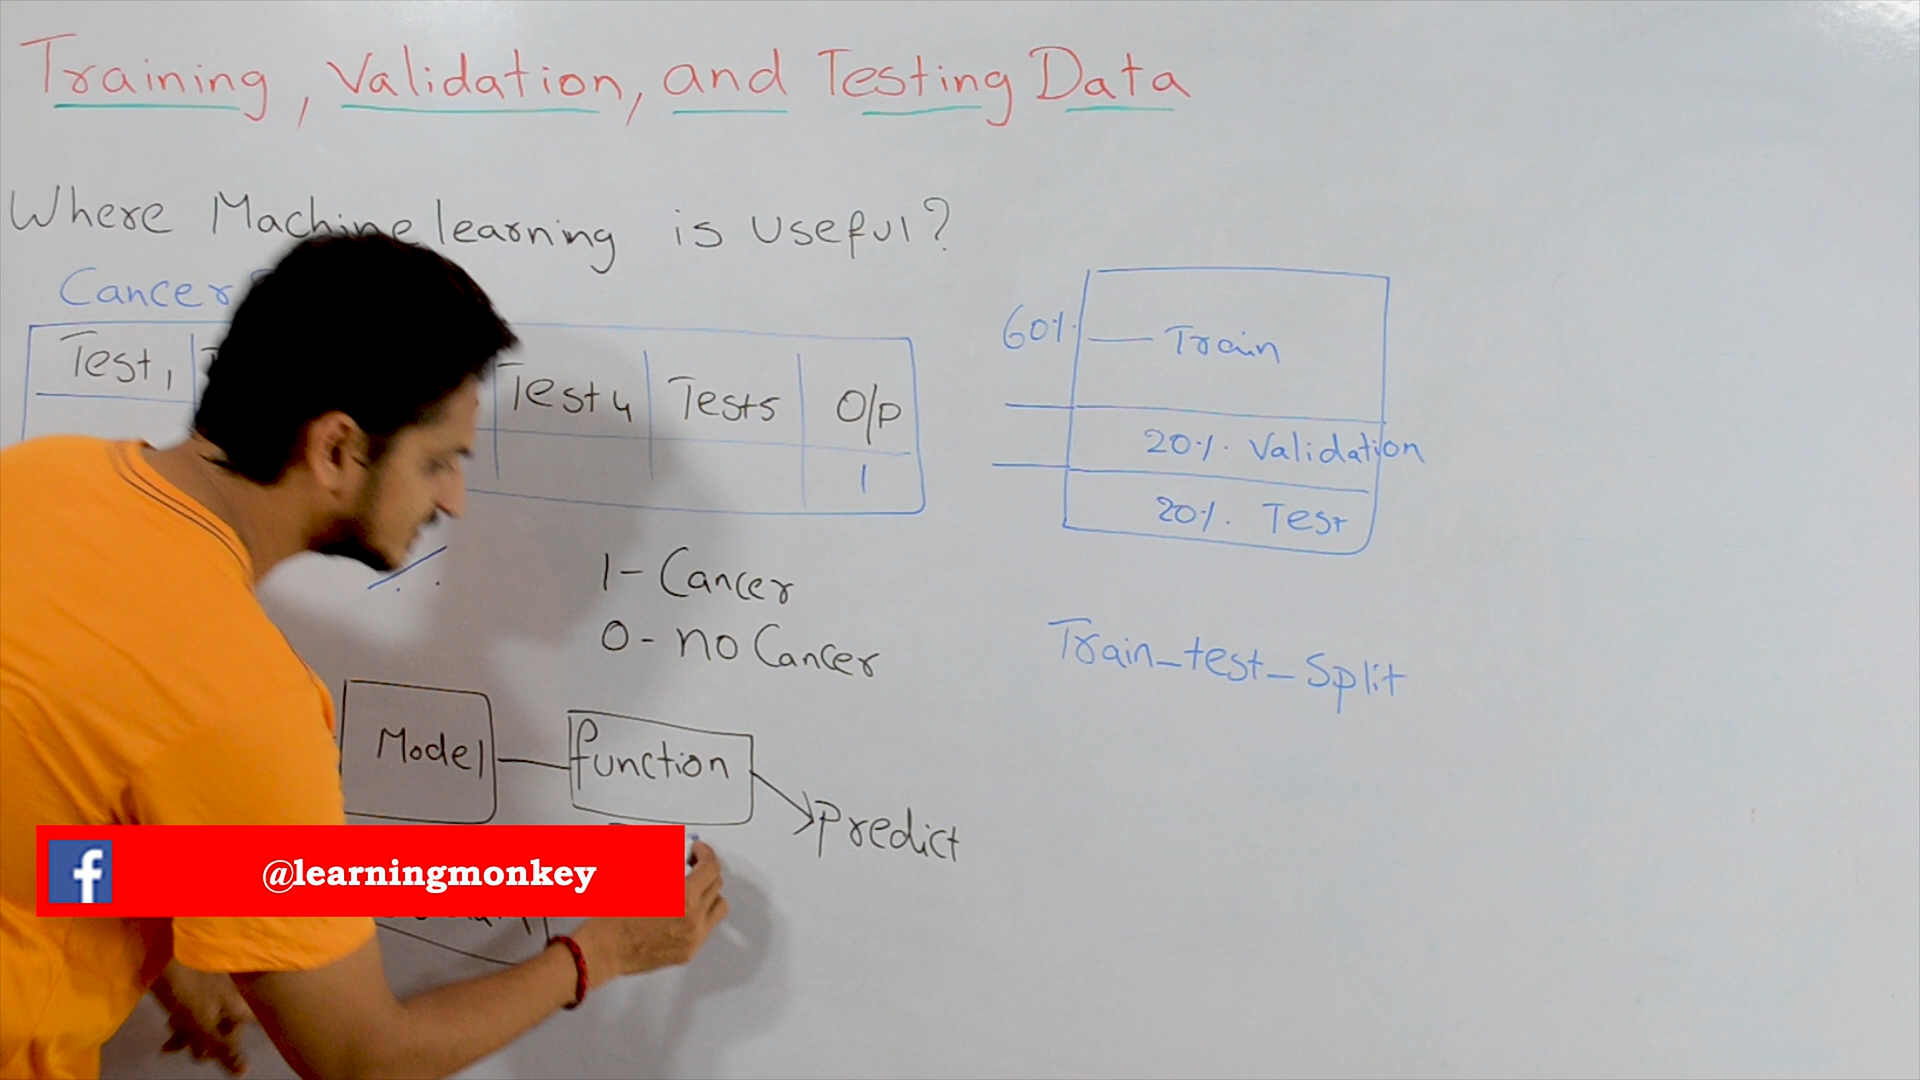 Training, Validation, and Testing Data
Where Machine learning is useful?
Cancer
Test1 Test4 Test5 O/P
1
60% Train
20% Validation
20% Test
1- Cancer
0- no Cancer
Train_test_Split
Model function
Predict
@learningmonkey